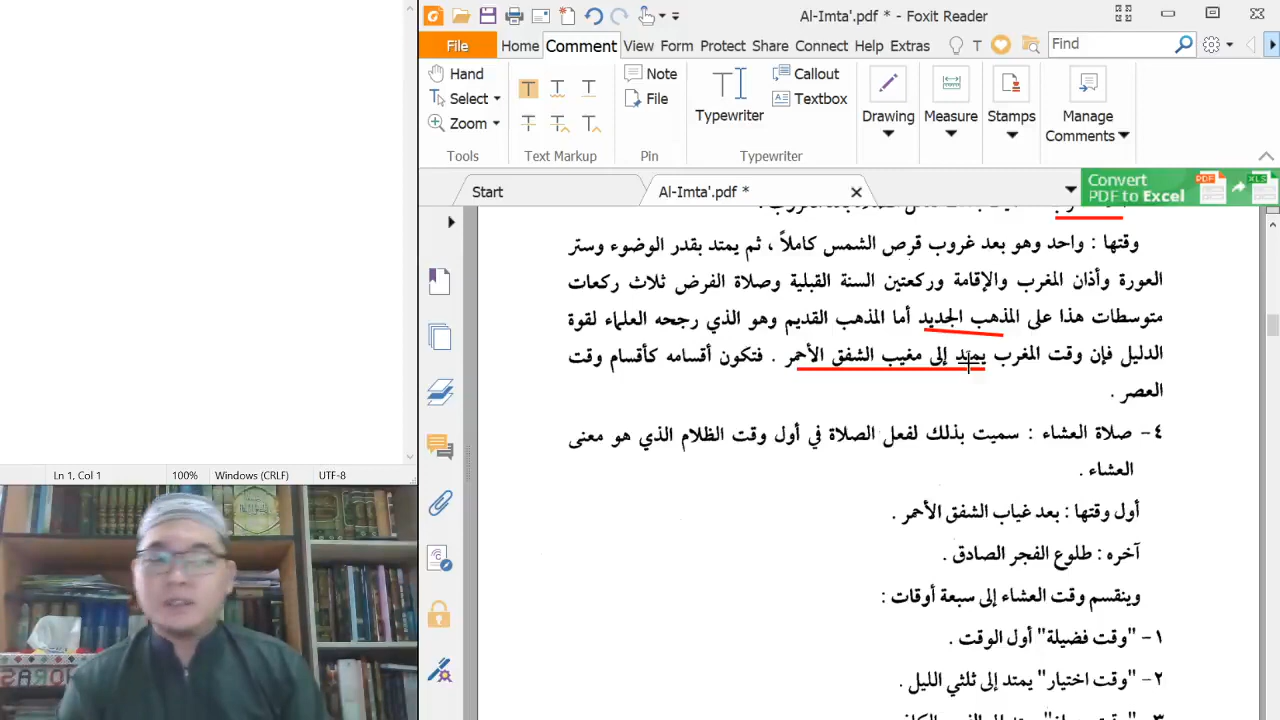 Al-Imta'.pdf * - Foxit Reader
File Home Comment View Form Protect Share Connect Help Extras
Find
Hand
Select
Zoom
Tools
Text Markup
Note
File
Pin
Typewriter
Callout
Textbox
Typewriter
Drawing
Measure
Stamps
Manage Comments
Start
Al-Imta'.pdf *
Convert
PDF to Excel
PDF
XLS
وقتها : واحد وهو بعد غروب قرص الشمس كاملاً ، ثم يمتد بقدر الوضوء وستر
العورة وأذان المغرب والإقامة وركعتين السنة القبلية وصلاة الفرض ثلاث ركعات
متوسطات هذا على المذهب الجديد أما المذهب القديم وهو الذي رجحه العلماء لقوة
الدليل فإن وقت المغرب يمتد إلى مغيب الشفق الأحمر . فتكون أقسامه كأقسام وقت
العصر .
٤- صلاة العشاء : سميت بذلك لفعل الصلاة في أول وقت الظلام الذي هو معنى
العشاء .
أول وقتها : بعد غياب الشفق الأحمر .
آخره : طلوع الفجر الصادق .
وينقسم وقت العشاء إلى سبعة أوقات :
١- "وقت فضيلة" أول الوقت .
٢- "وقت اختيار" يمتد إلى ثلثي الليل .
Ln 1, Col 1 100% Windows (CRLF) UTF-8